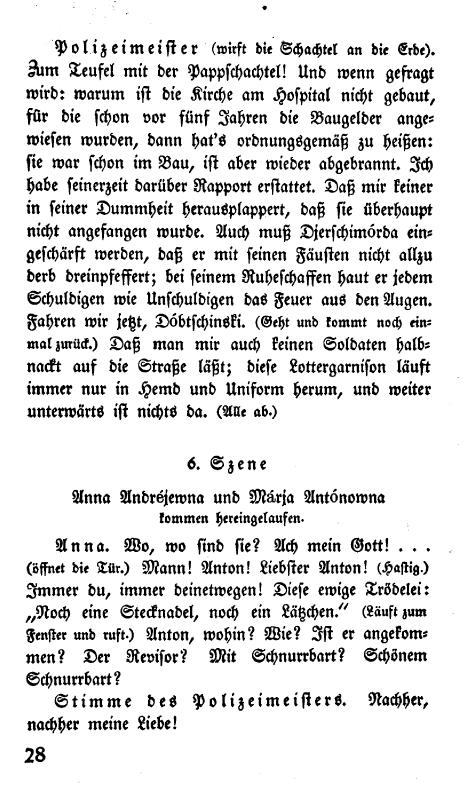 Polizeimeister (wirft die Schachtel an die Erde).
Zum Teufel mit der Pappschachtel! Und wenn gefragt
wird: warum ist die Kirche am Hospital nicht gebaut,
für die schon vor fünf Jahren die Baugelder ange-
wiesen wurden, dann hat's ordnungsgemäß zu heißen:
sie war schon im Bau, ist aber wieder abgebrannt. Ich
habe seinerzeit darüber Rapport erstattet. Daß mir keiner
in seiner Dummheit herausplappert, daß sie überhaupt
nicht angefangen wurde. Auch muß Djerschimórda ein-
geschärft werden, daß er mit seinen Fäusten nicht allzu
derb dreinpfeffert; bei seinem Ruheschaffen haut er jedem
Schuldigen wie Unschuldigen das Feuer aus den Augen.
Fahren wir jetzt, Dóbtschinski. (Geht und kommt noch ein-
mal zurück.) Daß man mir auch keinen Soldaten halb-
nackt auf die Straße läßt; diese Lottergarnison läuft
immer nur in Hemd und Uniform herum, und weiter
unterwärts ist nichts da. (Alle ab.)
6. Szene
Anna Andréjewna und Márja Antónowna
kommen hereingelaufen.
Anna. Wo, wo sind sie? Ach mein Gott! . . .
(öffnet die Tür.) Mann! Anton! Liebster Anton! (Hastig.)
Immer du, immer deinetwegen! Diese ewige Trödelei:
„Noch eine Stecknadel, noch ein Lätzchen." (Läuft zum
Fenster und ruft.) Anton, wohin? Wie? Ist er angekom-
men? Der Revisor? Mit Schnurrbart? Schönem
Schnurrbart?
Stimme des Polizeimeisters. Nachher,
nachher meine Liebe!
28